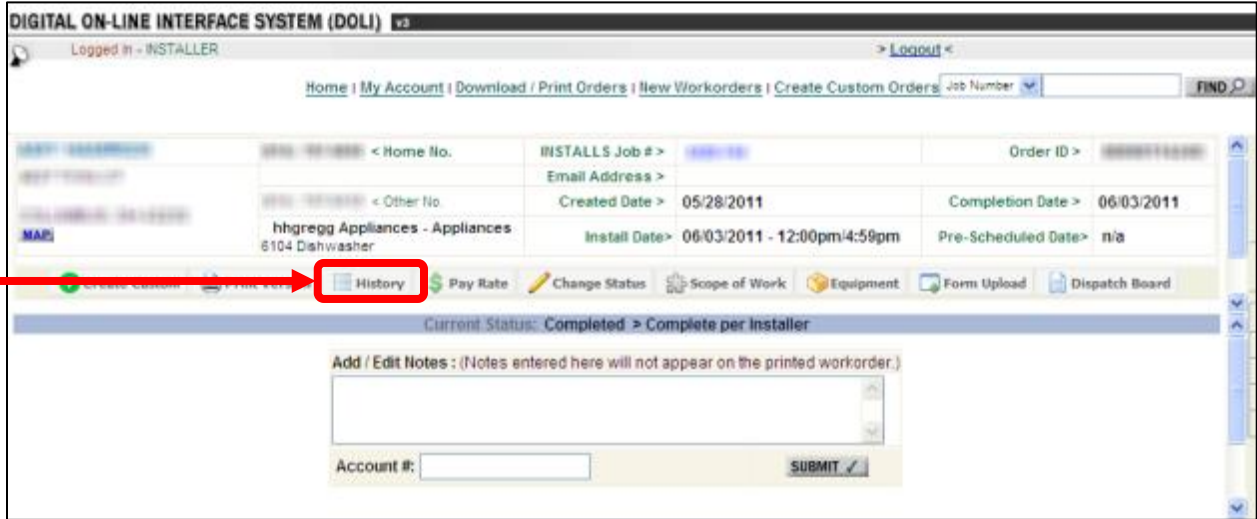 DIGITAL ON-LINE INTERFACE SYSTEM (DOLI) v3
Logged in - INSTALLER > Logout <
Home | My Account | Download / Print Orders | New Workorders | Create Custom Orders Job Number FIND
< Home No. INSTALLS Job # > Order ID >
Email Address >
< Other No. Created Date > 05/28/2011 Completion Date > 06/03/2011
MAP: hhgregg Appliances - Appliances
6104 Dishwasher Install Date> 06/03/2011 - 12:00pm/4:59pm Pre-Scheduled Date> n/a
Create Custom History Pay Rate Change Status Scope of Work Equipment Form Upload Dispatch Board
Current Status: Completed > Complete per Installer
Add / Edit Notes : (Notes entered here will not appear on the printed workorder.)
Account #: SUBMIT